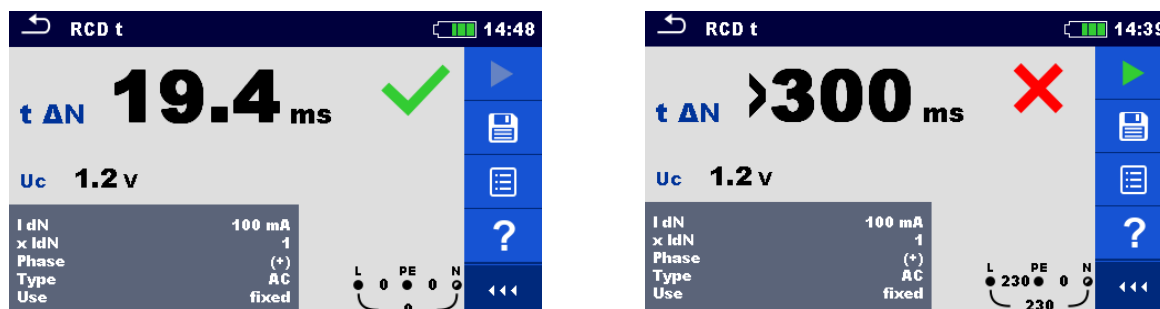 RCD t 14:48
t ΔN 19.4 ms
Uc 1.2 V
I dN 100 mA
x IdN 1
Phase (+)
Type AC
Use fixed
L PE N
0 0
0
?
RCD t 14:39
t ΔN >300 ms
Uc 1.2 V
I dN 100 mA
x IdN 1
Phase (+)
Type AC
Use fixed
L PE N
230 0
230
?